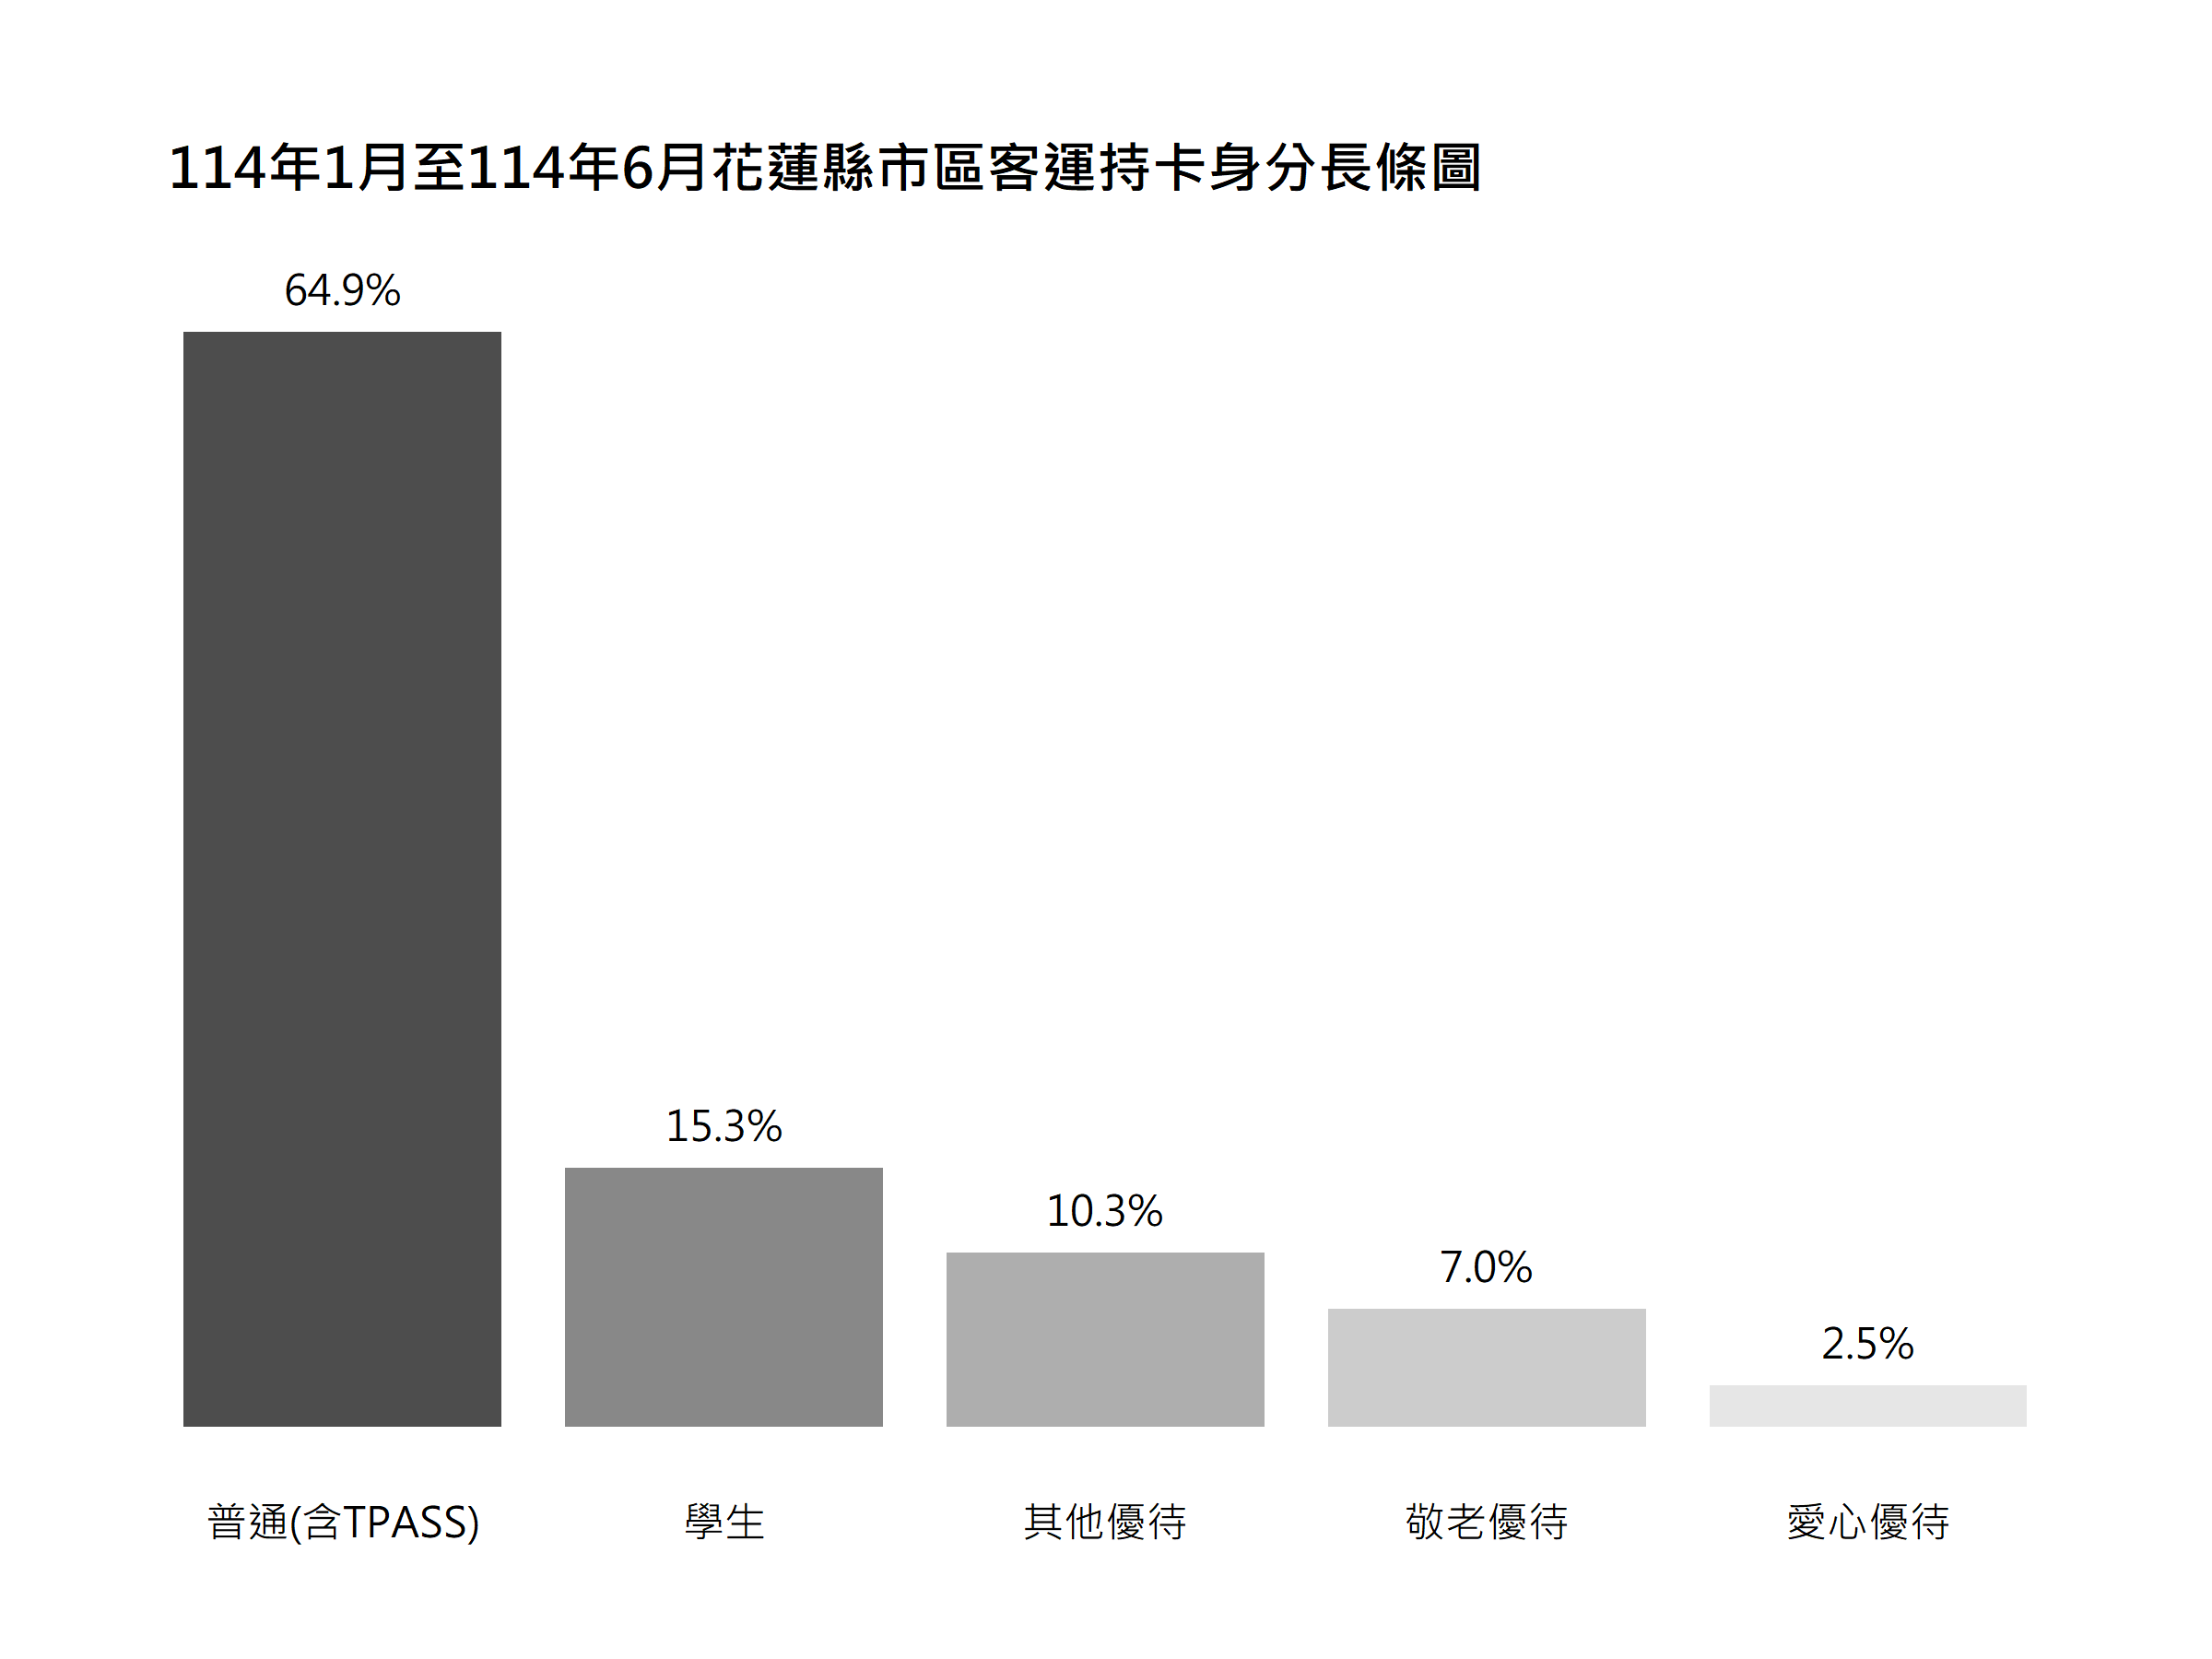 114年1月至114年6月花蓮縣市區客運持卡身分長條圖
64.9%
15.3%
10.3%
7.0%
2.5%
普通(含TPASS)
學生
其他優待
敬老優待
愛心優待